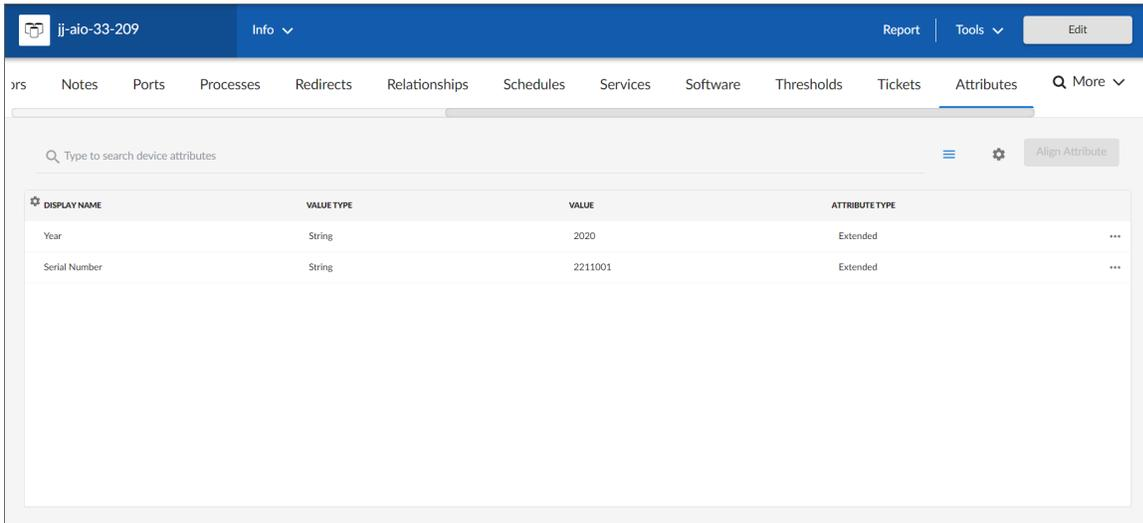 jj-aio-33-209 Info Report Tools Edit
ors Notes Ports Processes Redirects Relationships Schedules Services Software Thresholds Tickets Attributes More
Type to search device attributes Align Attribute
DISPLAY NAME VALUE TYPE VALUE ATTRIBUTE TYPE
Year String 2020 Extended ...
Serial Number String 2211001 Extended ...